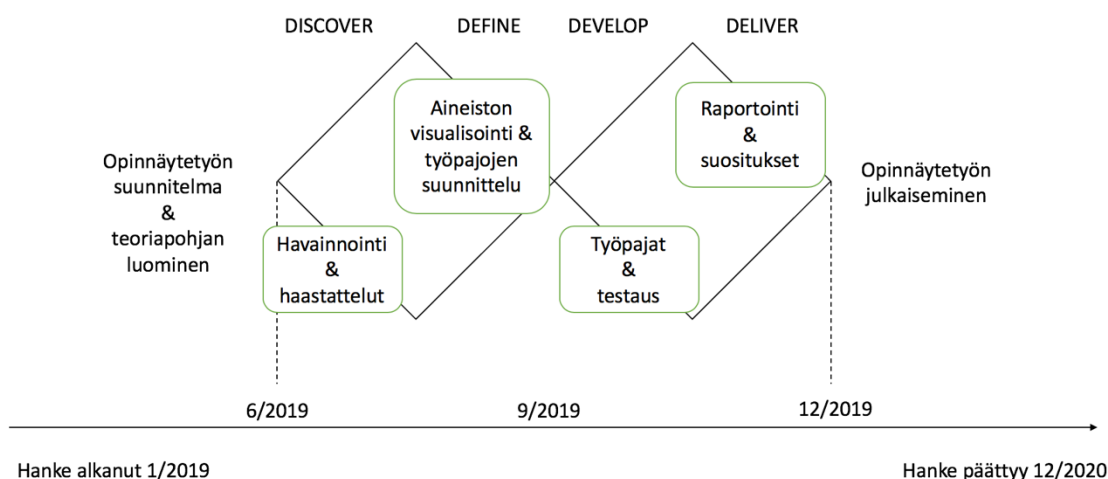 DISCOVER
DEFINE
DEVELOP
DELIVER
Opinnäytetyön
suunnitelma
&
teoriapohjan
luominen
Havainnointi
&
haastattelut
Aineiston
visualisointi &
työpajojen
suunnittelu
Työpajat
&
testaus
Raportointi
&
suositukset
Opinnäytetyön
julkaiseminen
6/2019
9/2019
12/2019
Hanke alkanut 1/2019
Hanke päättyy 12/2020